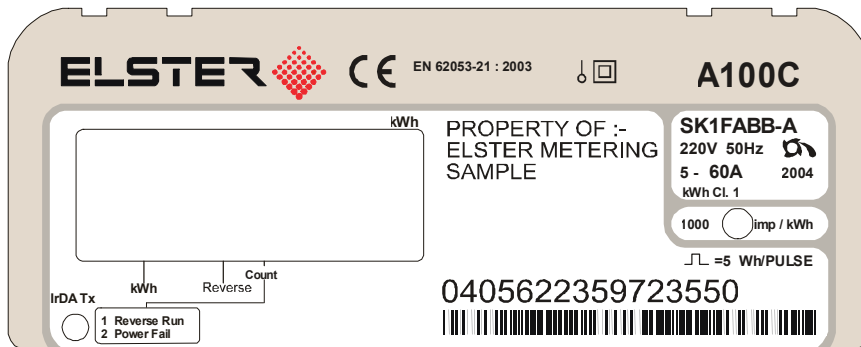 ELSTER CE EN 62053-21 : 2003 A100C
kWh
PROPERTY OF :-
ELSTER METERING
SAMPLE
SK1FABB-A
220V 50Hz
5 - 60A 2004
kWh Cl. 1
1000 imp / kWh
=5 Wh/PULSE
kWh Reverse Count
IrDA Tx
1 Reverse Run
2 Power Fail
0405622359723550